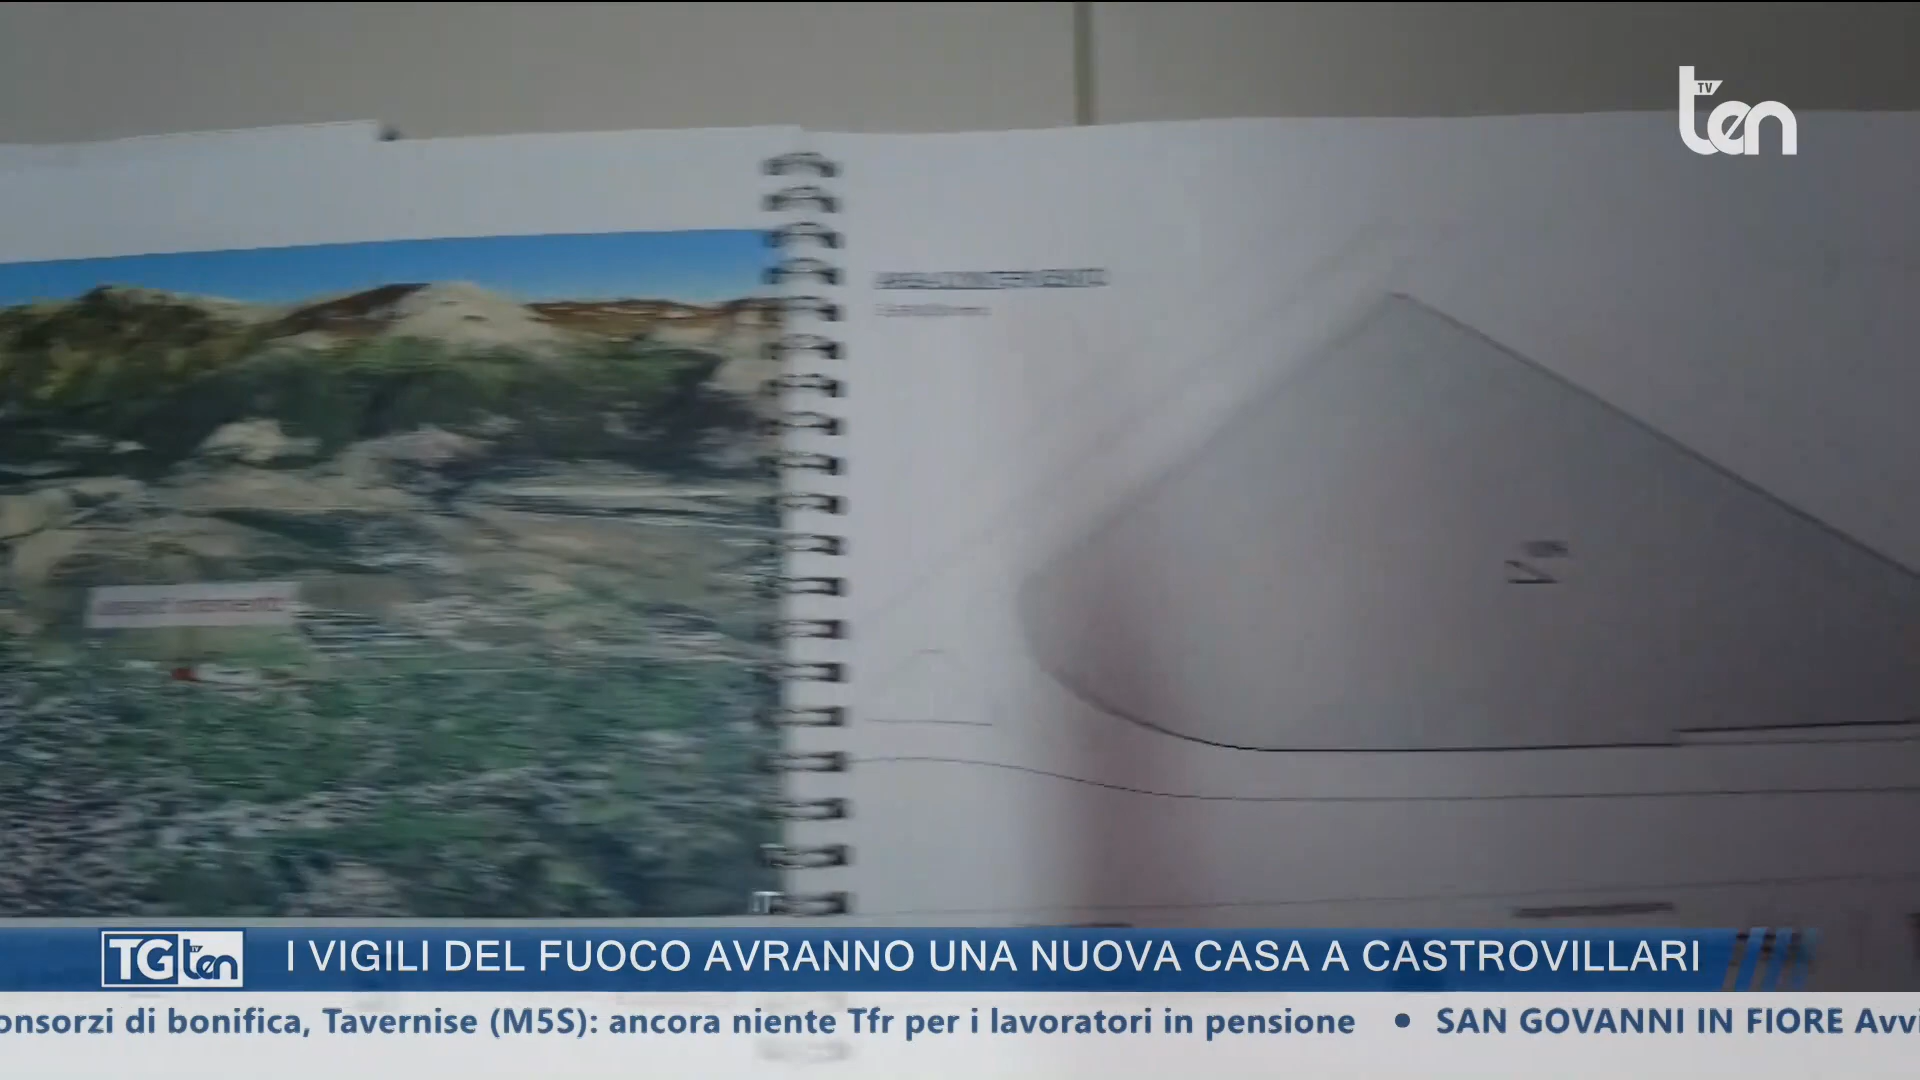 TV
ten
TG ten
I VIGILI DEL FUOCO AVRANNO UNA NUOVA CASA A CASTROVILLARI
onsorzi di bonifica, Tavernise (M5S): ancora niente Tfr per i lavoratori in pensione • SAN GOVANNI IN FIORE Avvi